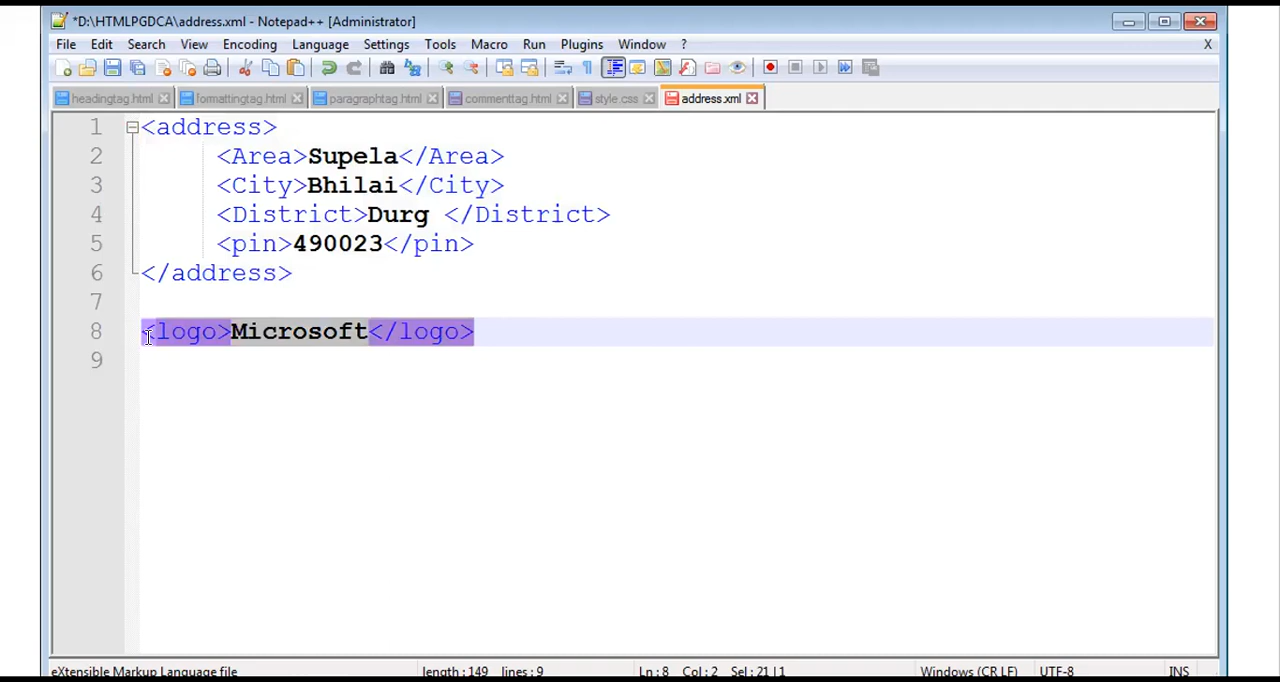 *D:\HTMLPGDCA\address.xml - Notepad++ [Administrator]
File Edit Search View Encoding Language Settings Tools Macro Run Plugins Window ? X
headingtag.html formattingtag.html paragraphtag.html commenttag.html style.css address.xml
1 <address>
2 <Area>Supela</Area>
3 <City>Bhilai</City>
4 <District>Durg </District>
5 <pin>490023</pin>
6 </address>
7
8 <logo>Microsoft</logo>
9
eXtensible Markup Language file length : 149 lines : 9 Ln : 8 Col : 2 Sel : 21 | 1 Windows (CR LF) UTF-8 INS